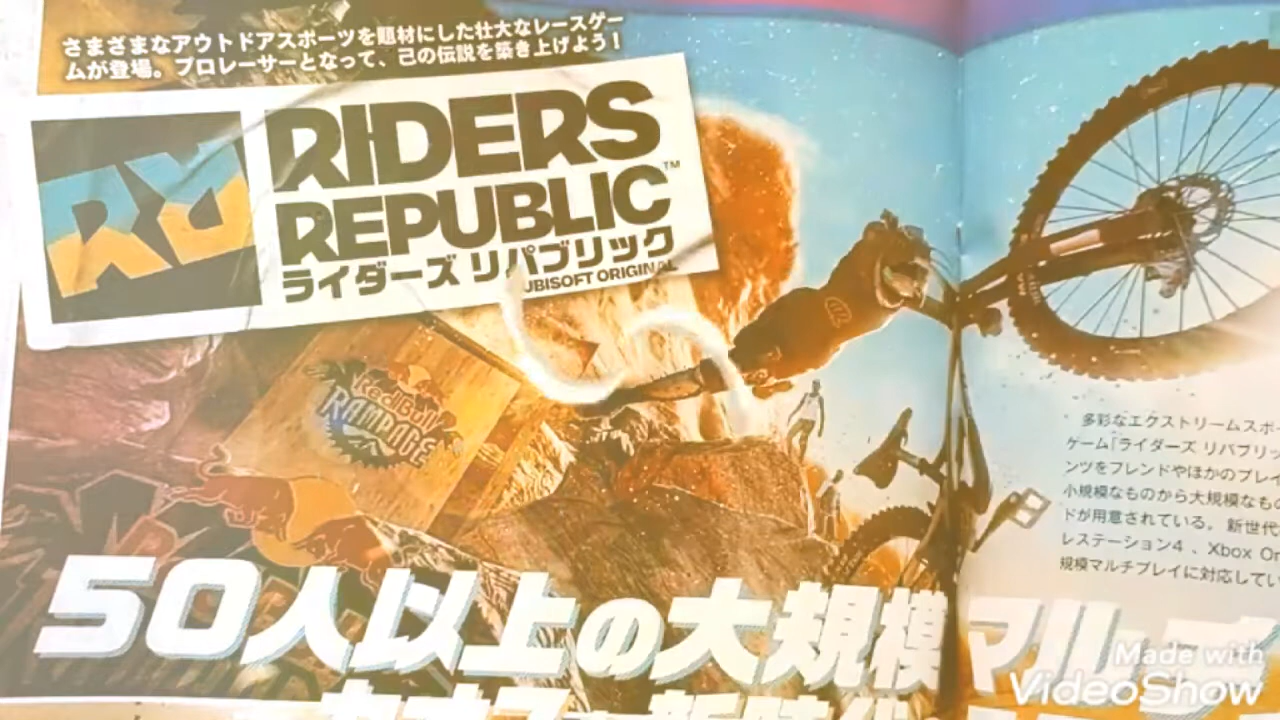 さまざまなアウトドアスポーツを題材にした壮大なレースゲー
ムが登場。プロレーサーとなって、己の伝説を築き上げよう！
RR
RIDERS
REPUBLIC™
ライダーズ リパブリック
UBISOFT ORIGINAL
Red Bull
RAMPAGE
多彩なエクストリームスポー
ゲーム「ライダーズ リパブリッ
ンツをフレンドやほかのプレイ
小規模なものから大規模なもの
ドが用意されている。新世代
レステーション4、Xbox On
規模マルチプレイに対応してい
50人以上の大規模マルチプ
Made with
VideoShow